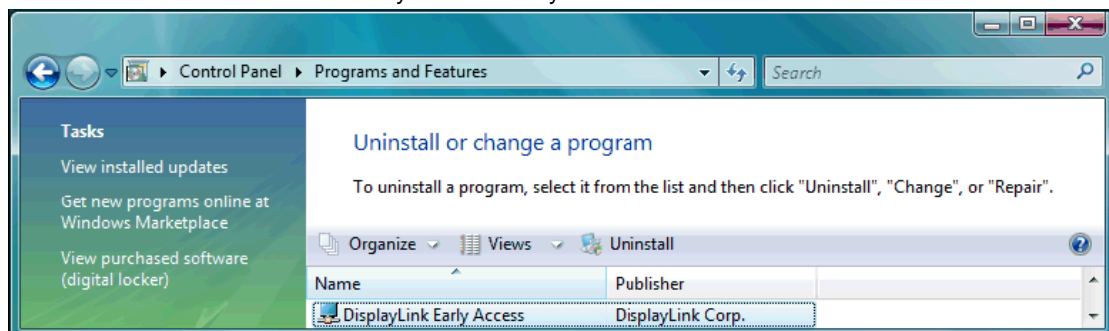 Control Panel ▸ Programs and Features
Search
Tasks
View installed updates
Get new programs online at
Windows Marketplace
View purchased software
(digital locker)
Uninstall or change a program
To uninstall a program, select it from the list and then click "Uninstall", "Change", or "Repair".
Organize Views Uninstall
Name Publisher
DisplayLink Early Access DisplayLink Corp.